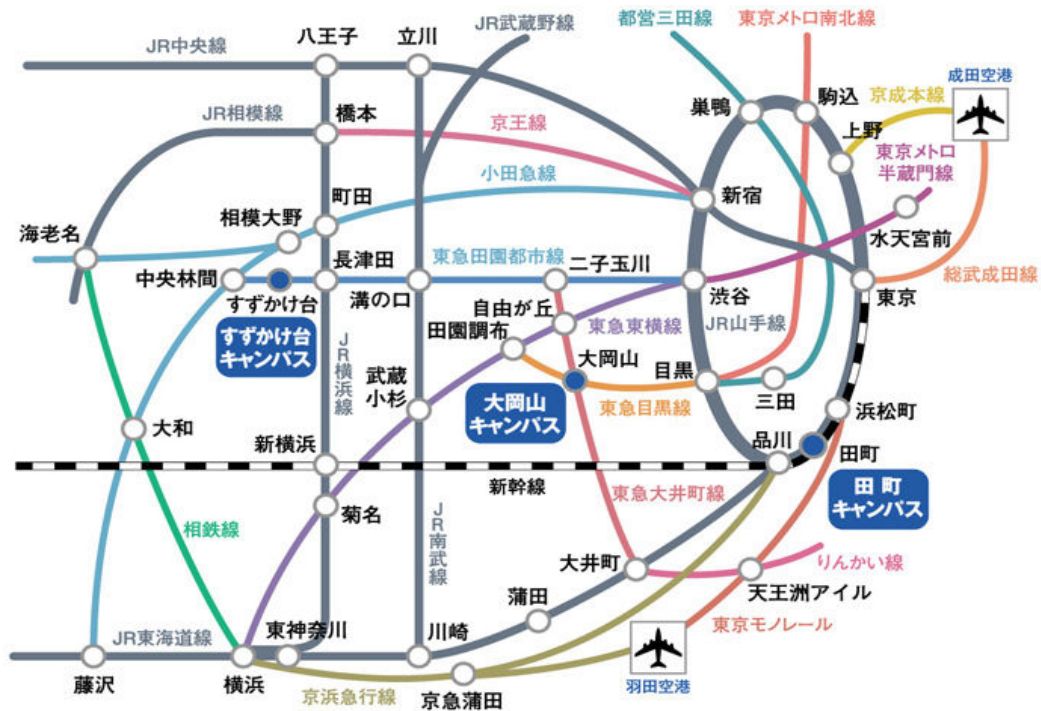 都営三田線
東京メトロ南北線
JR中央線
八王子
立川
JR武蔵野線
成田空港
巣鴨
駒込
京成本線
JR相模線
橋本
京王線
上野
東京メトロ
半蔵門線
小田急線
町田
新宿
相模大野
海老名
水天宮前
中央林間
長津田
東急田園都市線
二子玉川
総武成田線
すずかけ台
溝の口
自由が丘
渋谷
東京
すずかけ台
キャンパス
田園調布
東急東横線
JR山手線
JR横浜線
大岡山
武蔵
小杉
目黒
大岡山
キャンパス
東急目黒線
三田
浜松町
大和
新横浜
品川
田町
新幹線
東急大井町線
田町
キャンパス
菊名
相鉄線
JR南武線
大井町
りんかい線
蒲田
天王洲アイル
JR東海道線
東神奈川
川崎
東京モノレール
藤沢
横浜
京浜急行線
京急蒲田
羽田空港